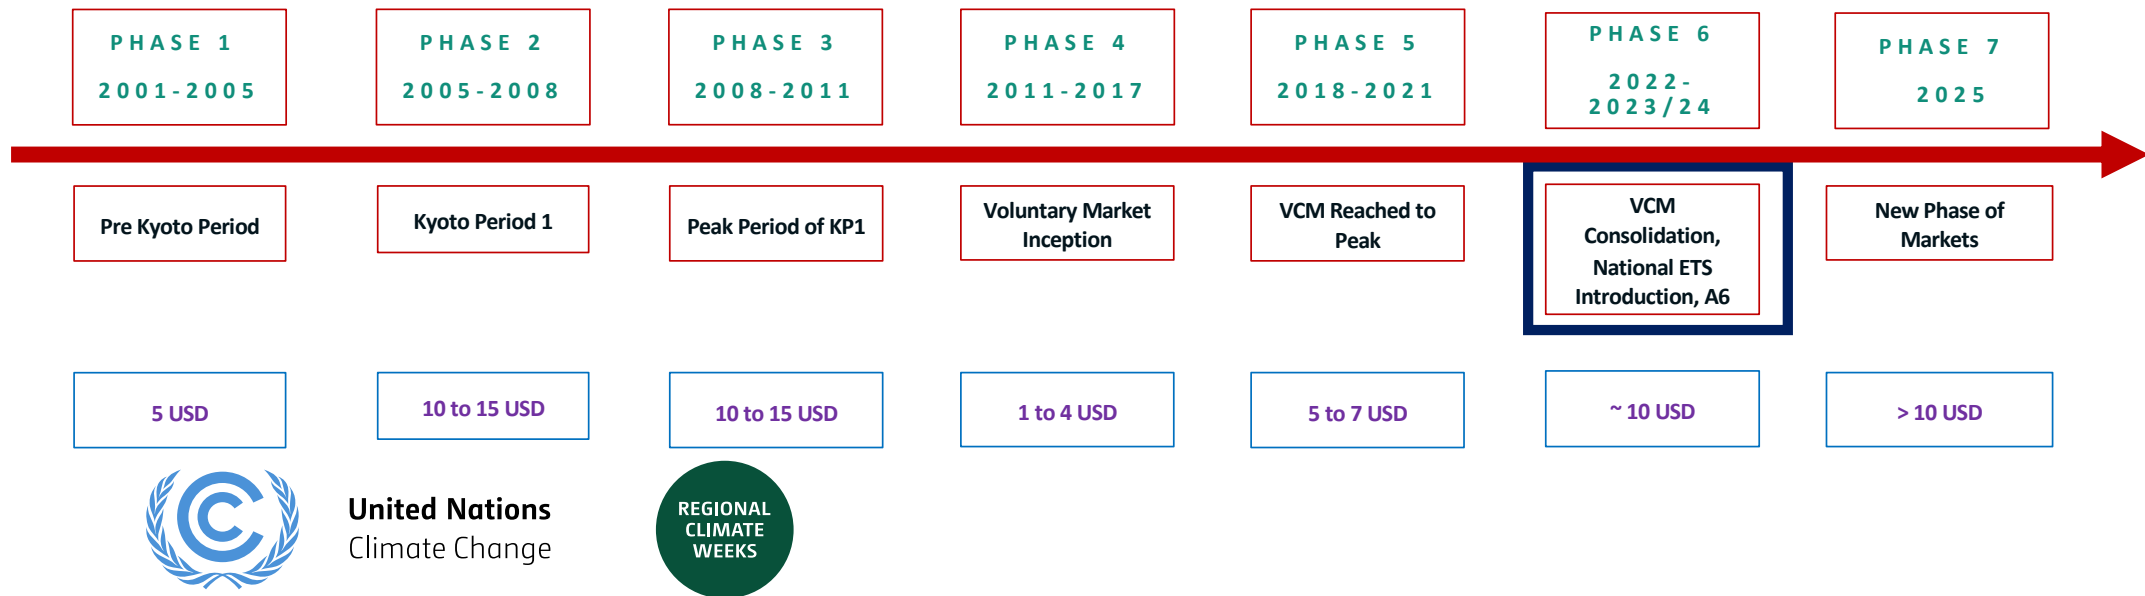 PHASE 1
2001-2005
PHASE 2
2005-2008
PHASE 3
2008-2011
PHASE 4
2011-2017
PHASE 5
2018-2021
PHASE 6
2022-
2023/24
PHASE 7
2025
Pre Kyoto Period
Kyoto Period 1
Peak Period of KP1
Voluntary Market
Inception
VCM Reached to
Peak
VCM
Consolidation,
National ETS
Introduction, A6
New Phase of
Markets
5 USD
10 to 15 USD
10 to 15 USD
1 to 4 USD
5 to 7 USD
~ 10 USD
> 10 USD
United Nations
Climate Change
REGIONAL
CLIMATE
WEEKS